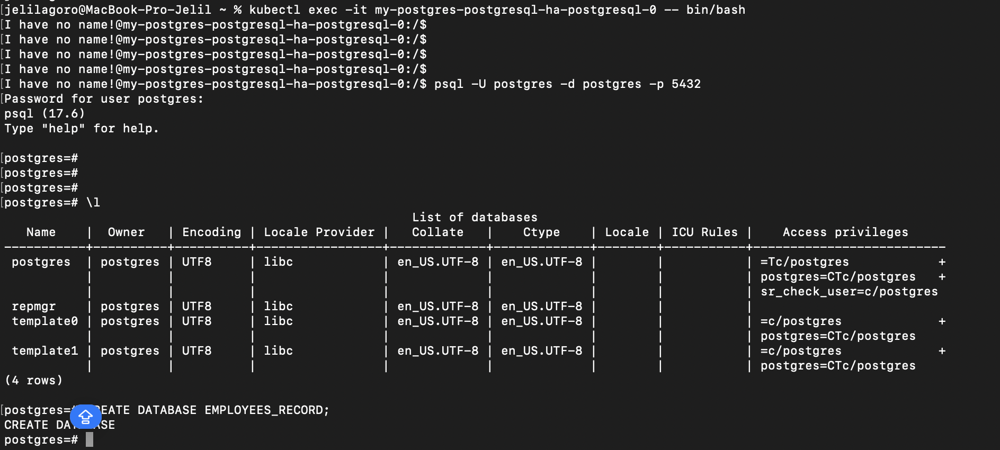 jelilagoro@MacBook-Pro-Jelil ~ % kubectl exec -it my-postgres-postgresql-ha-postgresql-0 -- bin/bash
I have no name!@my-postgres-postgresql-ha-postgresql-0:/$
I have no name!@my-postgres-postgresql-ha-postgresql-0:/$
I have no name!@my-postgres-postgresql-ha-postgresql-0:/$
I have no name!@my-postgres-postgresql-ha-postgresql-0:/$
I have no name!@my-postgres-postgresql-ha-postgresql-0:/$ psql -U postgres -d postgres -p 5432
Password for user postgres:
psql (17.6)
Type "help" for help.
postgres=#
postgres=#
postgres=#
postgres=# \l
List of databases
Name | Owner | Encoding | Locale Provider | Collate | Ctype | Locale | ICU Rules | Access privileges
-----------+----------+----------+-----------------+-------------+-------------+--------+-----------+--------------------------
postgres | postgres | UTF8 | libc | en_US.UTF-8 | en_US.UTF-8 | | | =Tc/postgres +
| | | | | | | | postgres=CTc/postgres +
| | | | | | | | sr_check_user=c/postgres
repmgr | postgres | UTF8 | libc | en_US.UTF-8 | en_US.UTF-8 | | |
template0 | postgres | UTF8 | libc | en_US.UTF-8 | en_US.UTF-8 | | | =c/postgres +
| | | | | | | | postgres=CTc/postgres
template1 | postgres | UTF8 | libc | en_US.UTF-8 | en_US.UTF-8 | | | =c/postgres +
| | | | | | | | postgres=CTc/postgres
(4 rows)
postgres=# CREATE DATABASE EMPLOYEES_RECORD;
CREATE DATABASE
postgres=#